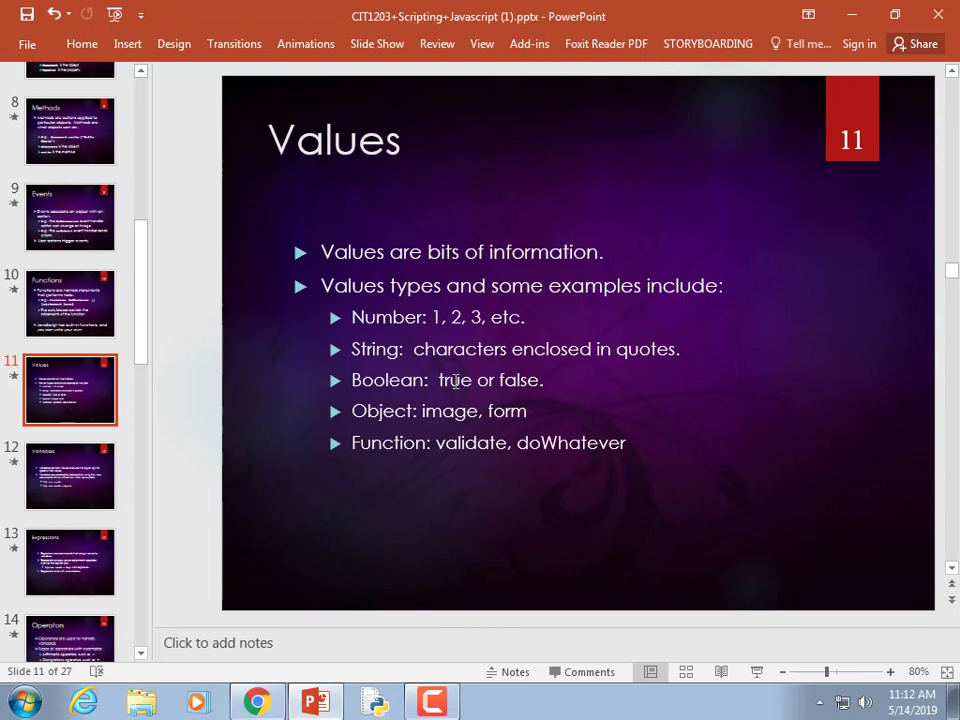 CIT1203+Scripting+Javascript (1).pptx - PowerPoint
File Home Insert Design Transitions Animations Slide Show Review View Add-ins Foxit Reader PDF STORYBOARDING Tell me... Sign in Share
8
Methods
9
Events
10
Functions
11
Values
12
Variables
13
Expressions
14
Operators
Values
11
Values are bits of information.
Values types and some examples include:
Number: 1, 2, 3, etc.
String: characters enclosed in quotes.
Boolean: true or false.
Object: image, form
Function: validate, doWhatever
Click to add notes
Slide 11 of 27 Notes Comments 80%
11:12 AM
5/14/2019